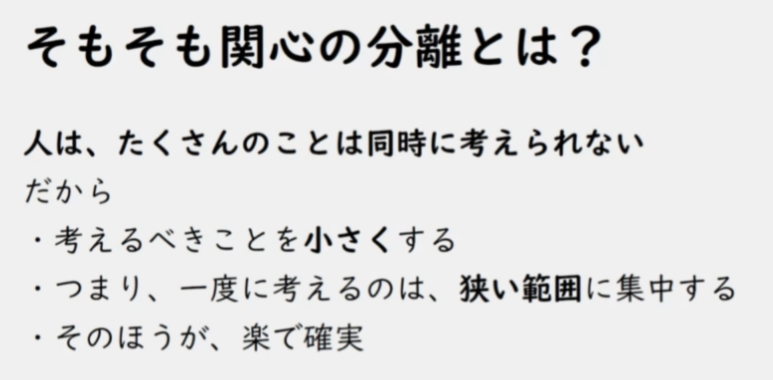 そもそも関心の分離とは？
人は、たくさんのことは同時に考えられない
だから
・考えるべきことを小さくする
・つまり、一度に考えるのは、狭い範囲に集中する
・そのほうが、楽で確実